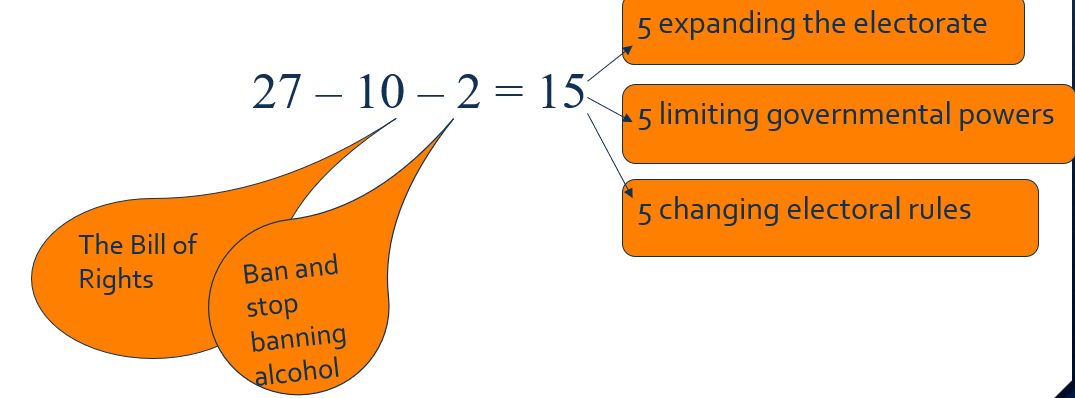 5 expanding the electorate
27 – 10 – 2 = 15
5 limiting governmental powers
5 changing electoral rules
The Bill of
Rights
Ban and
stop
banning
alcohol